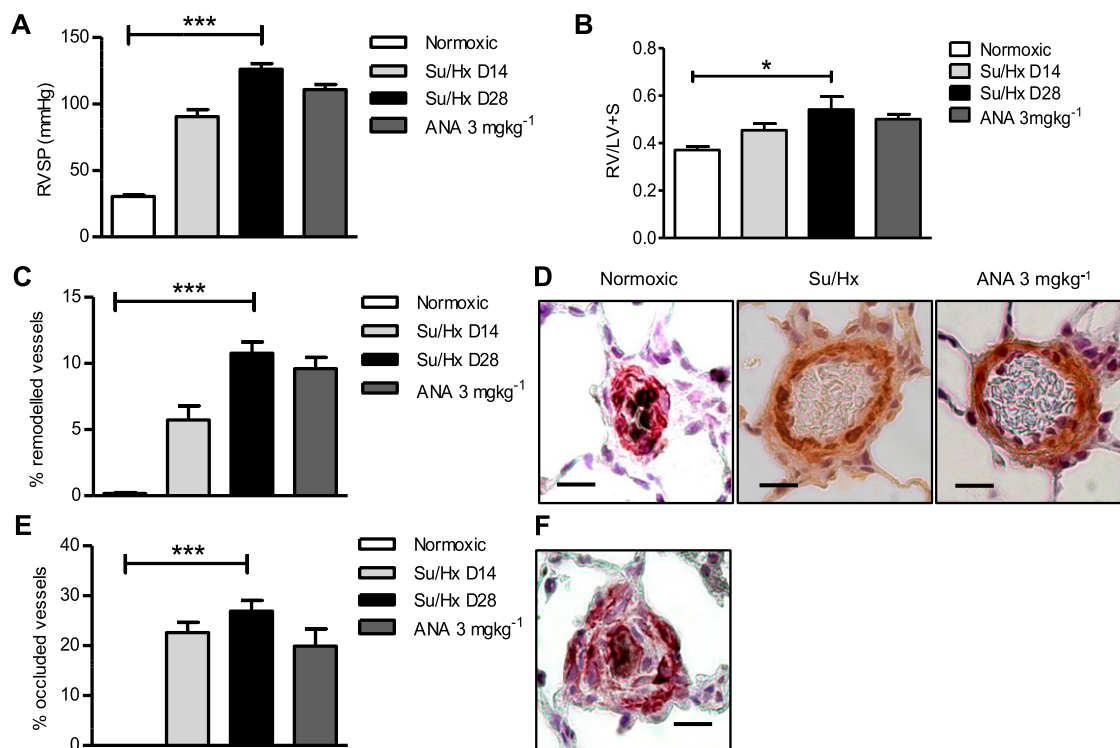 A
***
150
100
50
0
RVSP (mmHg)
Normoxic
Su/Hx D14
Su/Hx D28
ANA 3 mgkg⁻¹
B
*
0.8
0.6
0.4
0.2
0.0
RV/LV+S
Normoxic
Su/Hx D14
Su/Hx D28
ANA 3mgkg⁻¹
C
***
15
10
5
0
% remodelled vessels
Normoxic
Su/Hx D14
Su/Hx D28
ANA 3 mgkg⁻¹
D
Normoxic
Su/Hx
ANA 3 mgkg⁻¹
E
***
40
30
20
10
0
% occluded vessels
Normoxic
Su/Hx D14
Su/Hx D28
ANA 3 mgkg⁻¹
F